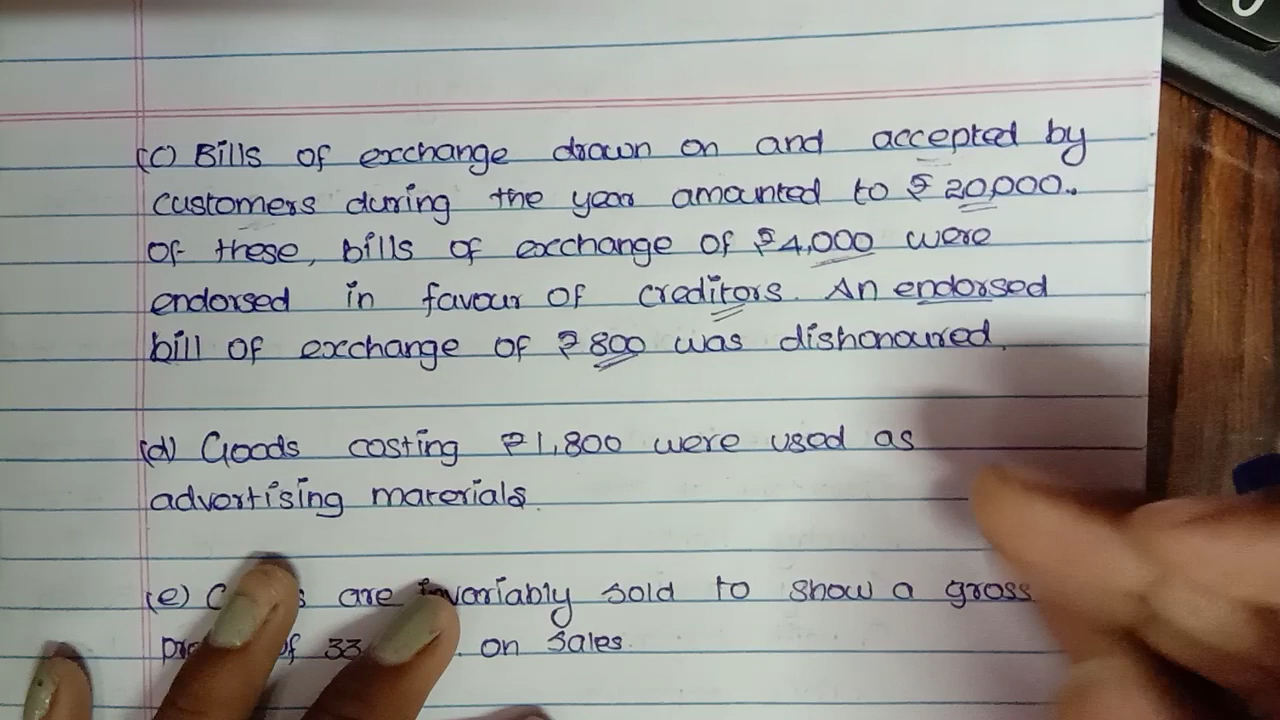 (c) Bills of exchange drawn on and accepted by
customers during the year amounted to ₹ 20,000.
Of these, bills of exchange of ₹4,000 were
endorsed in favour of creditors. An endorsed
bill of exchange of ₹800 was dishonoured.
(d) Goods costing ₹1,800 were used as
advertising materials.
(e) are invariably sold to show a gross
of 33 on sales.